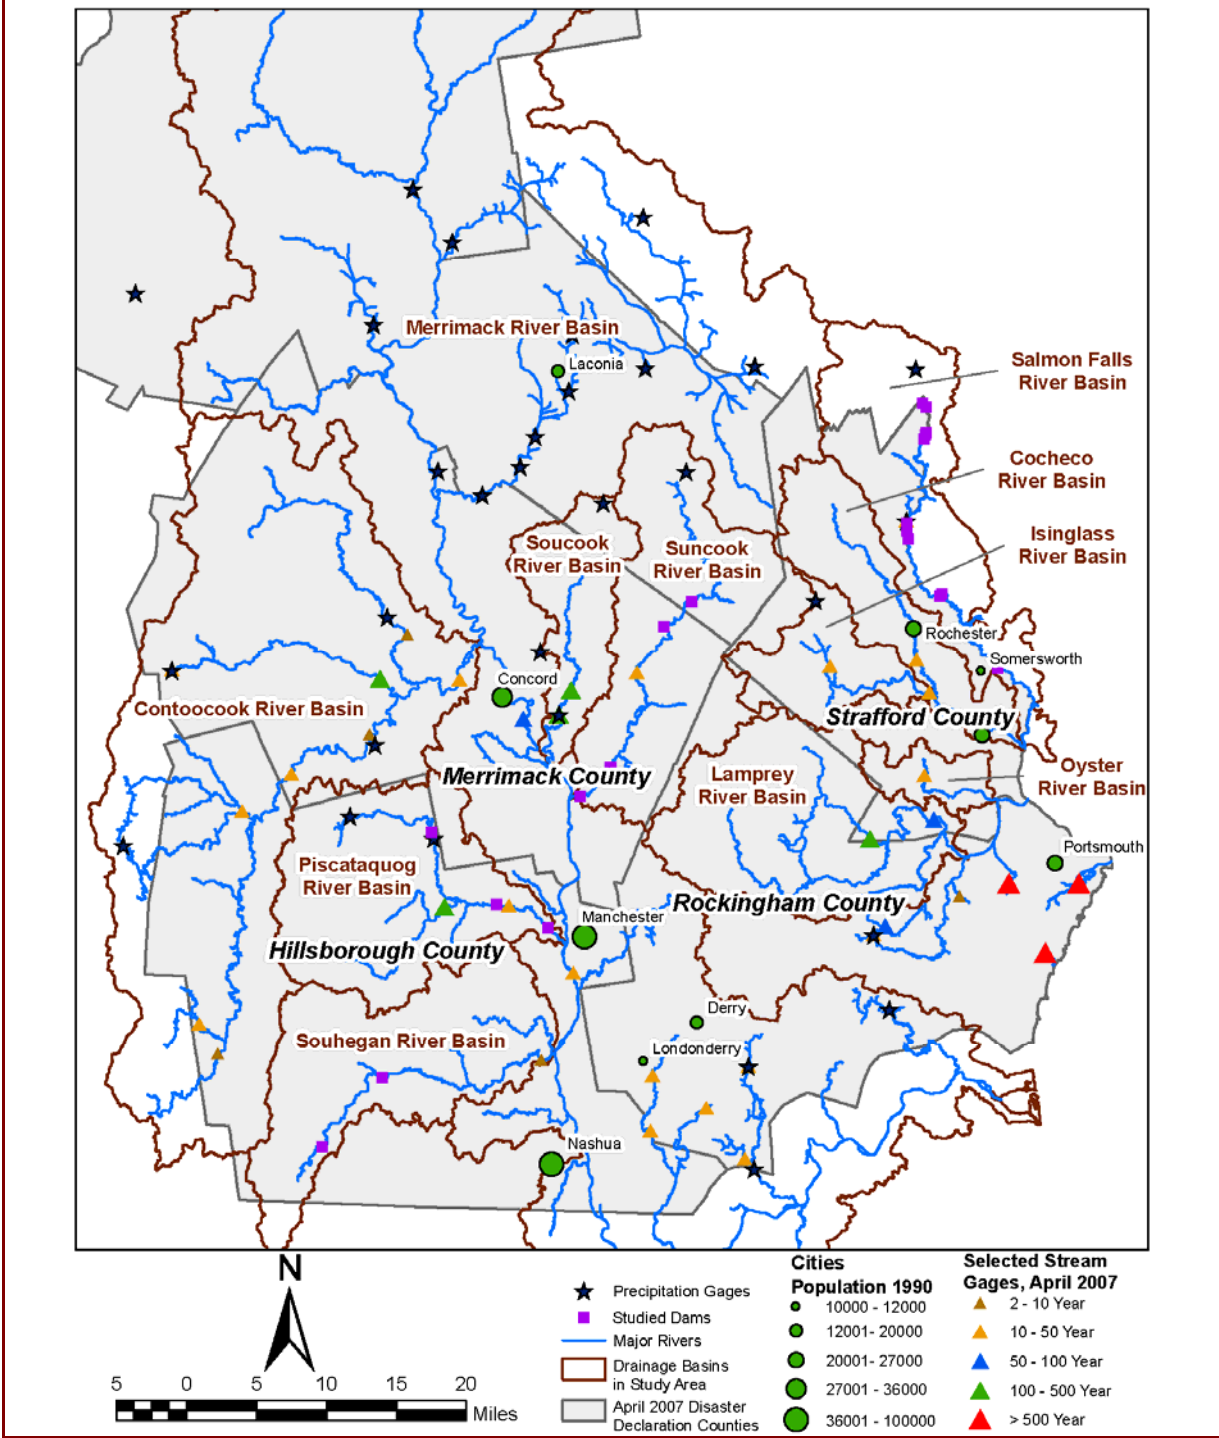 Merrimack River Basin
Laconia
Salmon Falls
River Basin
Cocheco
River Basin
Isinglass
River Basin
Soucook
River Basin
Suncook
River Basin
Rochester
Somersworth
Concord
Contoocook River Basin
Strafford County
Merrimack County
Lamprey
River Basin
Oyster
River Basin
Portsmouth
Piscataquog
River Basin
Rockingham County
Manchester
Hillsborough County
Derry
Souhegan River Basin
Londonderry
Nashua
N
5 0 5 10 15 20
Miles
Precipitation Gages
Studied Dams
Major Rivers
Drainage Basins
in Study Area
April 2007 Disaster
Declaration Counties
Cities
Population 1990
10000 - 12000
12001- 20000
20001- 27000
27001 - 36000
36001 - 100000
Selected Stream
Gages, April 2007
2 - 10 Year
10 - 50 Year
50 - 100 Year
100 - 500 Year
> 500 Year